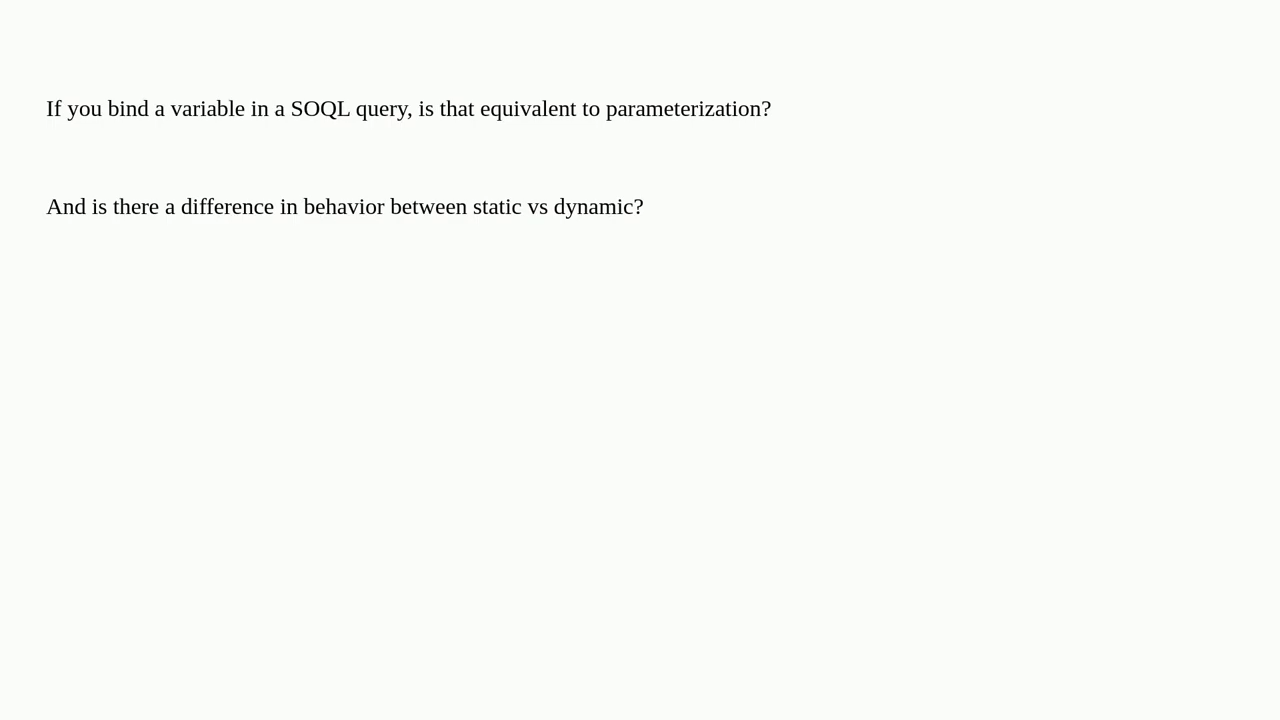 If you bind a variable in a SOQL query, is that equivalent to parameterization?
And is there a difference in behavior between static vs dynamic?